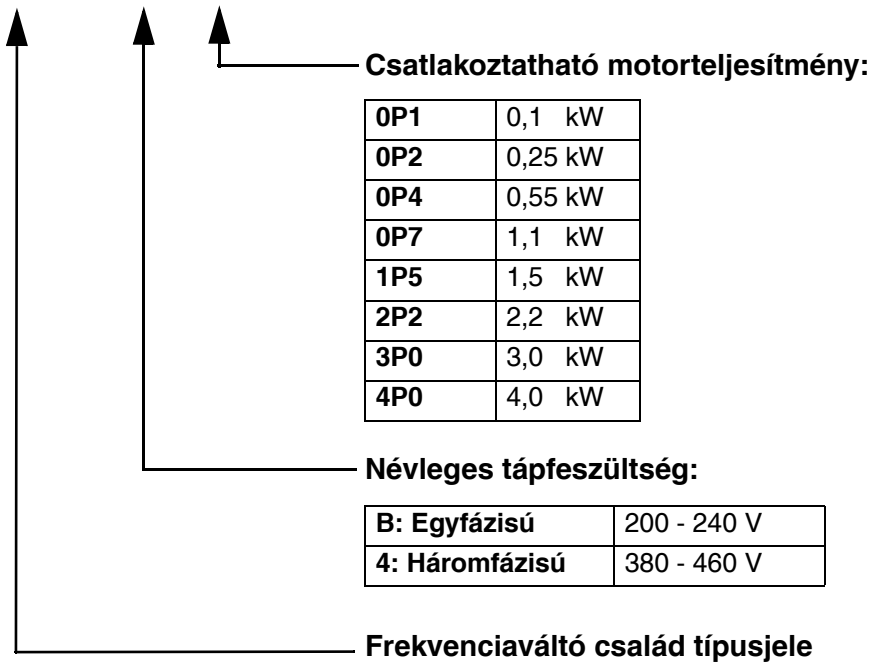 Csatlakoztatható motorteljesítmény:
0P1 0,1 kW
0P2 0,25 kW
0P4 0,55 kW
0P7 1,1 kW
1P5 1,5 kW
2P2 2,2 kW
3P0 3,0 kW
4P0 4,0 kW
Névleges tápfeszültség:
B: Egyfázisú 200 - 240 V
4: Háromfázisú 380 - 460 V
Frekvenciaváltó család típusjele